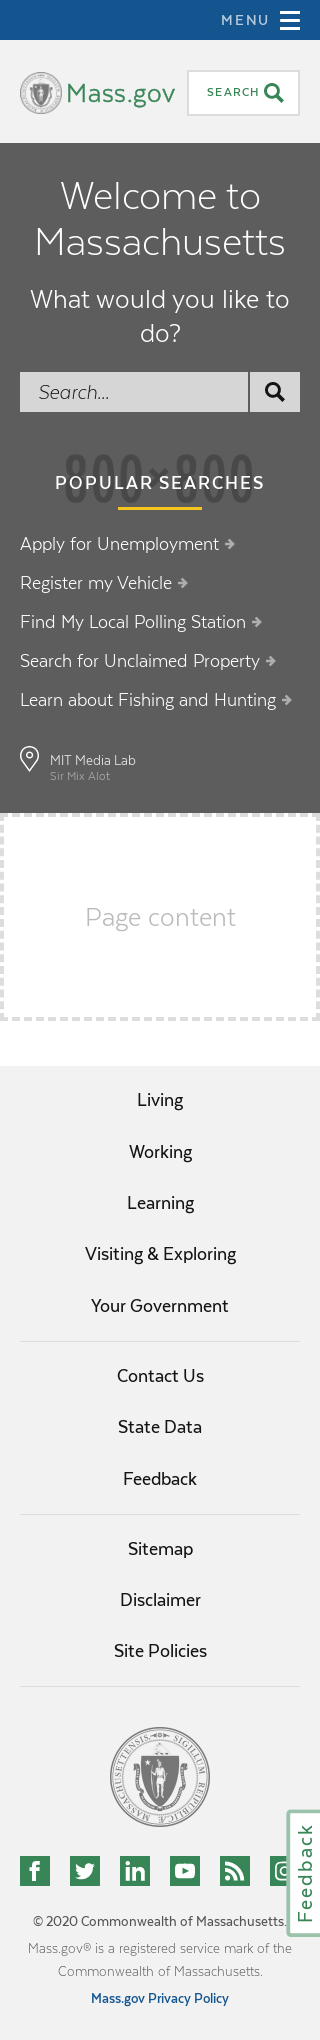 MENU
Mass.gov
SEARCH
Welcome to
Massachusetts
What would you like to
do?
Search...
800×800
POPULAR SEARCHES
Apply for Unemployment
Register my Vehicle
Find My Local Polling Station
Search for Unclaimed Property
Learn about Fishing and Hunting
MIT Media Lab
Sir Mix Alot
Page content
Living
Working
Learning
Visiting & Exploring
Your Government
Contact Us
State Data
Feedback
Sitemap
Disclaimer
Site Policies
Feedback
© 2020 Commonwealth of Massachusetts.
Mass.gov® is a registered service mark of the
Commonwealth of Massachusetts.
Mass.gov Privacy Policy